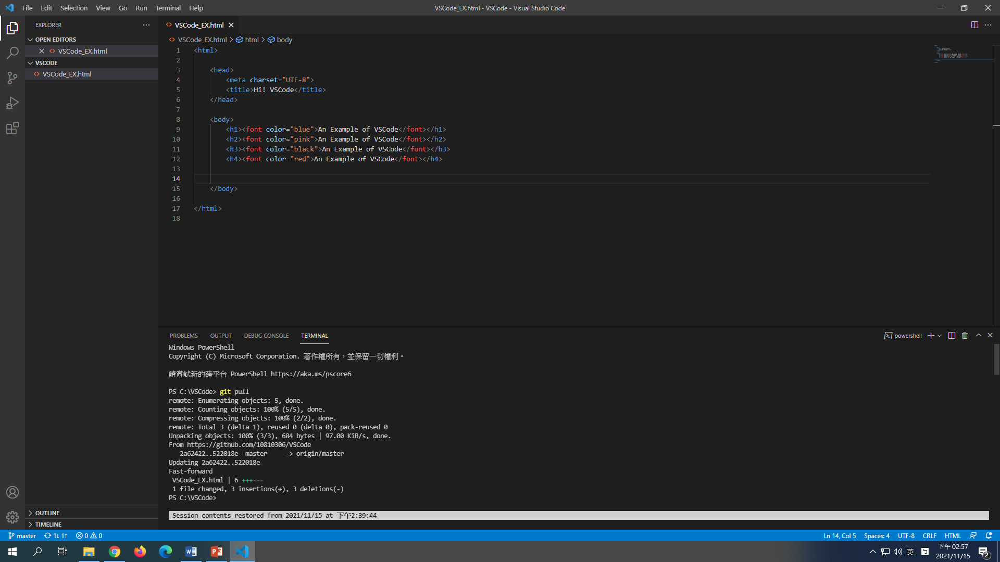 File Edit Selection View Go Run Terminal Help
VSCode_EX.html - VSCode - Visual Studio Code
EXPLORER
OPEN EDITORS
VSCode_EX.html
VSCODE
VSCode_EX.html
OUTLINE
TIMELINE
VSCode_EX.html
VSCode_EX.html > html > body
1 <html>
2
3 <head>
4 <meta charset="UTF-8">
5 <title>Hi! VSCode</title>
6 </head>
7
8 <body>
9 <h1><font color="blue">An Example of VSCode</font></h1>
10 <h2><font color="pink">An Example of VSCode</font></h2>
11 <h3><font color="black">An Example of VSCode</font></h3>
12 <h4><font color="red">An Example of VSCode</font></h4>
13
14
15 </body>
16
17 </html>
18
PROBLEMS OUTPUT DEBUG CONSOLE TERMINAL
powershell
Windows PowerShell
Copyright (C) Microsoft Corporation. 著作權所有，並保留一切權利。
請嘗試新的跨平台 PowerShell https://aka.ms/pscore6
PS C:\VSCode> git pull
remote: Enumerating objects: 5, done.
remote: Counting objects: 100% (5/5), done.
remote: Compressing objects: 100% (2/2), done.
remote: Total 3 (delta 1), reused 0 (delta 0), pack-reused 0
Unpacking objects: 100% (3/3), 684 bytes | 97.00 KiB/s, done.
From https://github.com/10810306/VSCode
2a62422..522018e master -> origin/master
Updating 2a62422..522018e
Fast-forward
VSCode_EX.html | 6 +++---
1 file changed, 3 insertions(+), 3 deletions(-)
PS C:\VSCode>
Session contents restored from 2021/11/15 at 下午2:39:44
master 1↓ 1↑ 0 0
Ln 14, Col 5 Spaces: 4 UTF-8 CRLF HTML
英
下午 02:57
2021/11/15
2